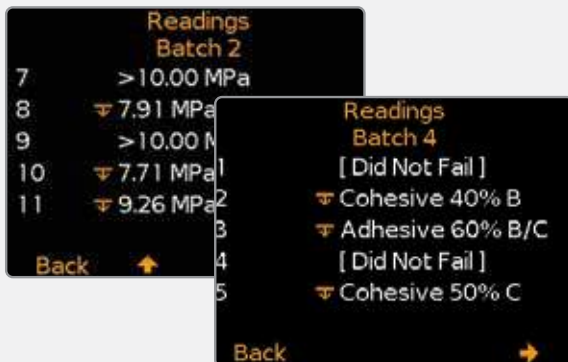 Readings
Batch 2
7 >10.00 MPa
8 7.91 MPa
9 >10.00 M
10 7.71 MPa
11 9.26 MPa
Back
Readings
Batch 4
1 [ Did Not Fail ]
2 Cohesive 40% B
3 Adhesive 60% B/C
4 [ Did Not Fail ]
5 Cohesive 50% C
Back